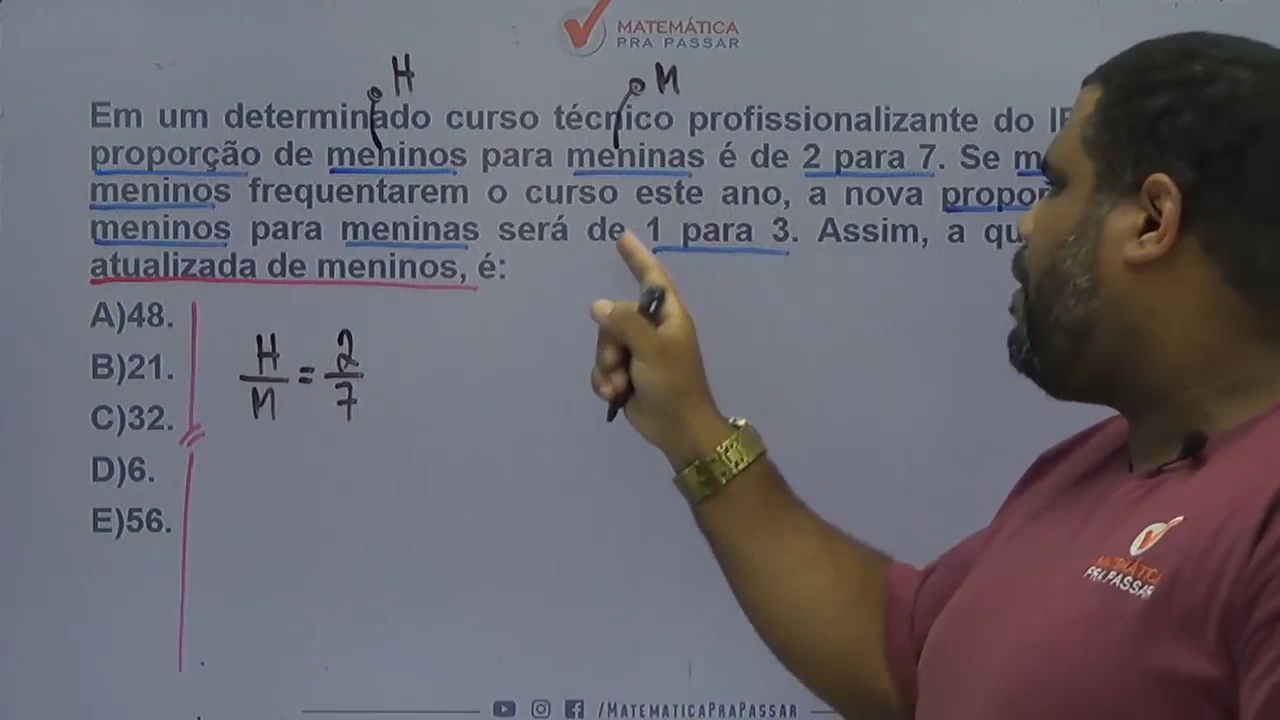 MATEMÁTICA
PRA PASSAR
H
M
Em um determinado curso técnico profissionalizante do
proporção de meninos para meninas é de 2 para 7. Se
meninos frequentarem o curso este ano, a nova
meninos para meninas será de 1 para 3. Assim, a
atualizada de meninos, é:
A)48.
B)21.
C)32.
D)6.
E)56.
H/M = 2/7
MATEMÁTICA
PRA PASSAR
/MATEMATICAPRAPASSAR